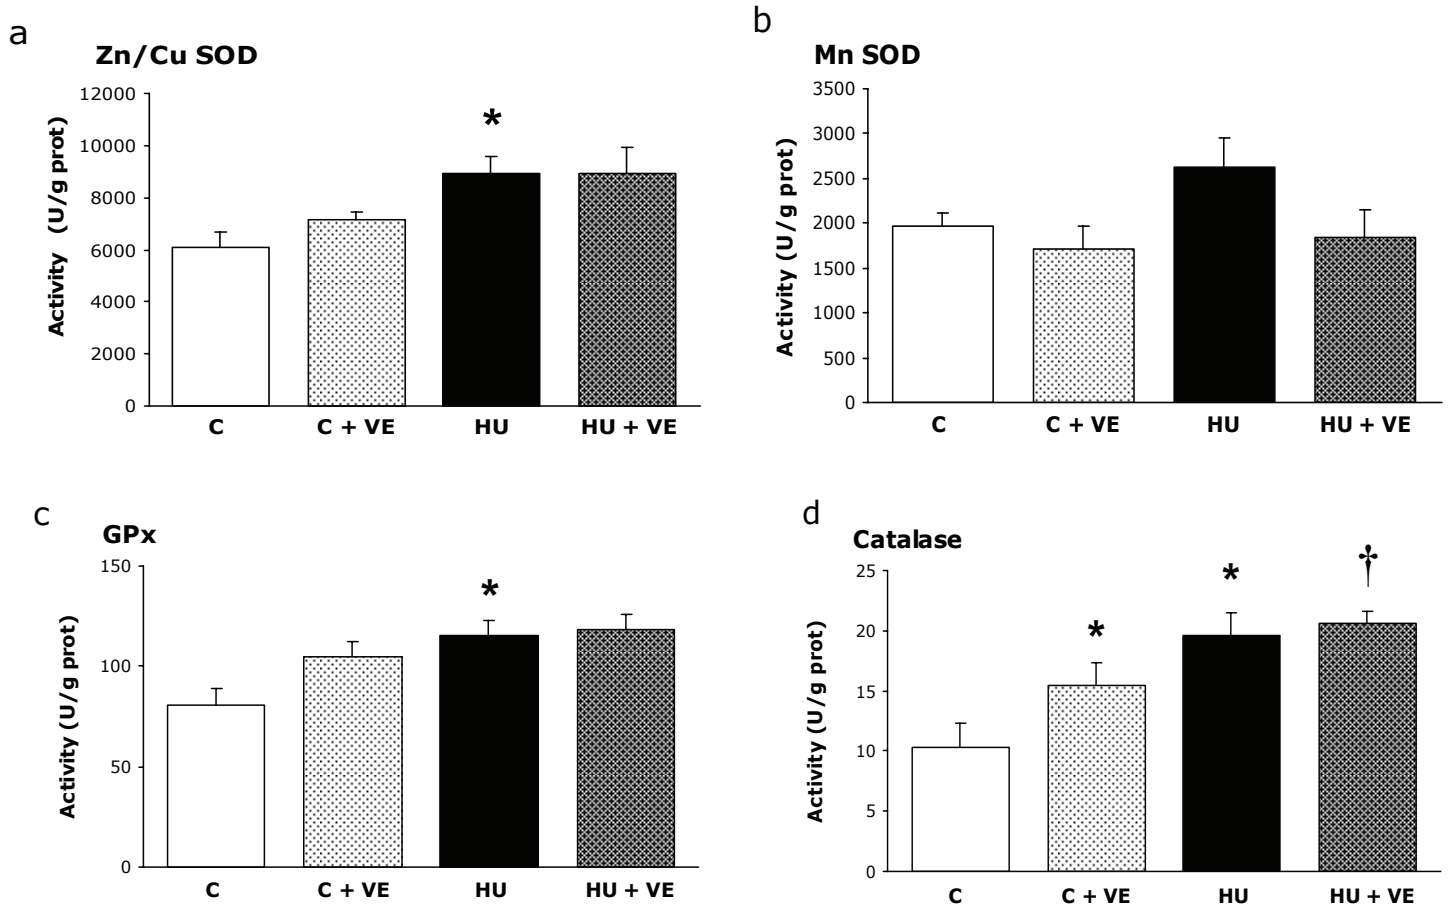 a
Zn/Cu SOD
12000
10000
8000
6000
4000
2000
0
Activity (U/g prot)
*
C
C + VE
HU
HU + VE
b
Mn SOD
3500
3000
2500
2000
1500
1000
500
0
Activity (U/g prot)
C
C + VE
HU
HU + VE
c
GPx
150
100
50
0
Activity (U/g prot)
*
C
C + VE
HU
HU + VE
d
Catalase
25
20
15
10
5
0
Activity (U/g prot)
*
*
†
C
C + VE
HU
HU + VE